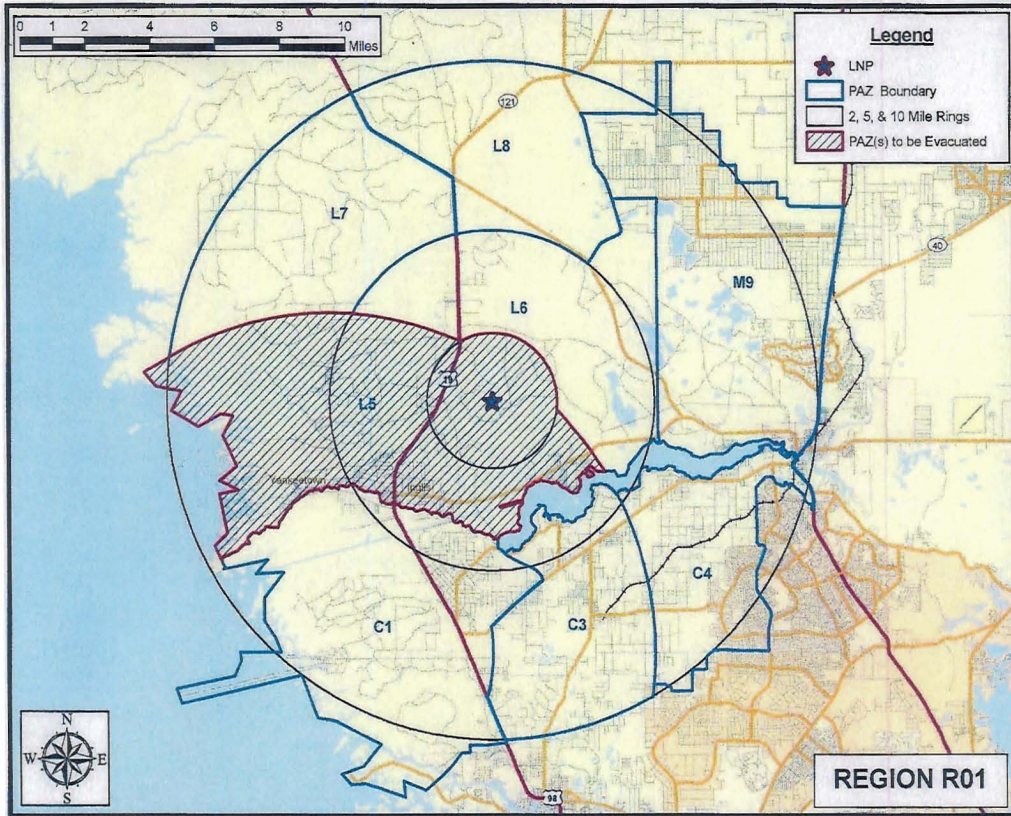 0 1 2 4 6 8 10
Miles
Legend
LNP
PAZ Boundary
2, 5, & 10 Mile Rings
PAZ(s) to be Evacuated
121
L8
L7
40
M9
L6
19
L5
Yankeetown
Inglis
C4
C3
C1
N
W E
S
98
REGION R01